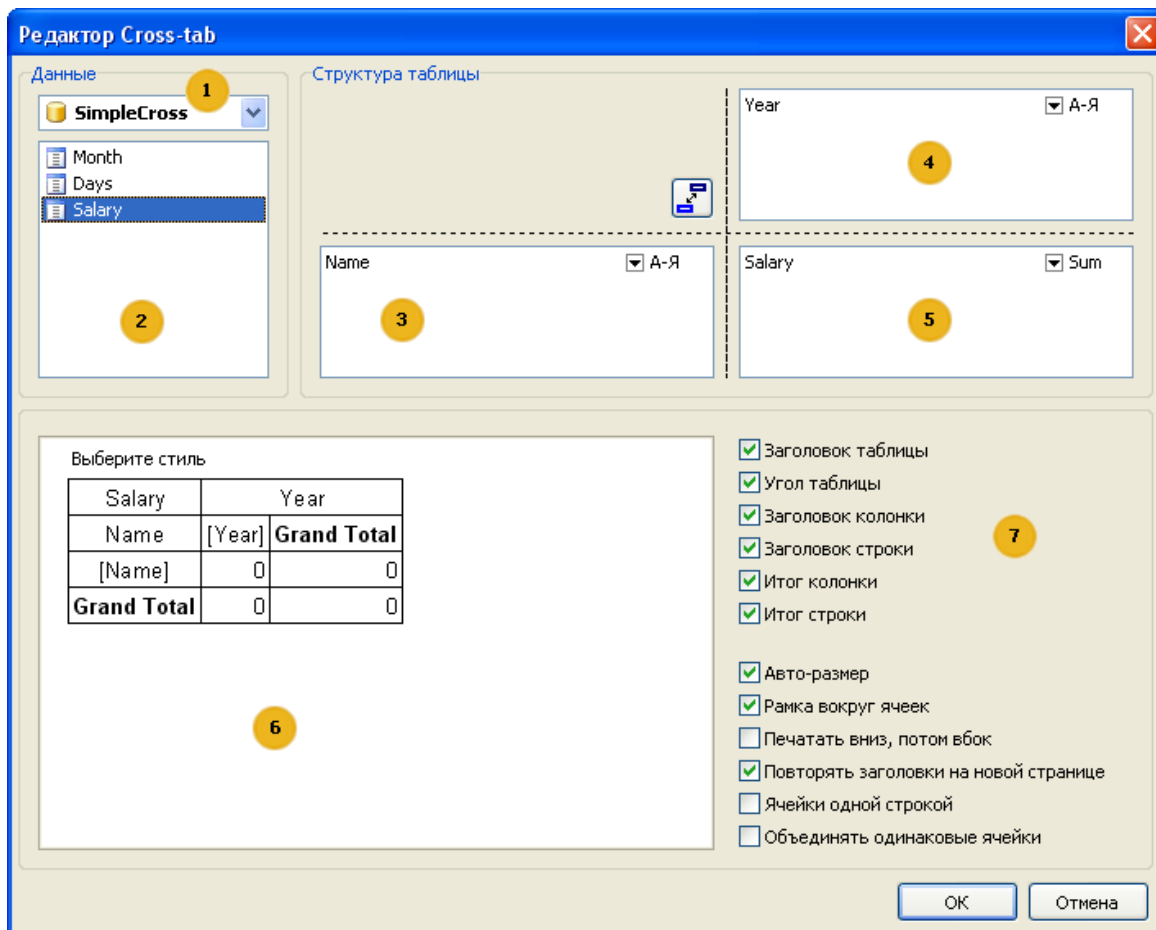 Редактор Cross-tab
Данные
Структура таблицы
1
SimpleCross
Month
Days
Salary
2
Year А-Я
4
Name А-Я
3
Salary Sum
5
Выберите стиль
Salary Year
Name [Year] Grand Total
[Name] 0 0
Grand Total 0 0
6
Заголовок таблицы
Угол таблицы
Заголовок колонки
Заголовок строки
Итог колонки
Итог строки
7
Авто-размер
Рамка вокруг ячеек
Печатать вниз, потом вбок
Повторять заголовки на новой странице
Ячейки одной строкой
Объединять одинаковые ячейки
ОК
Отмена